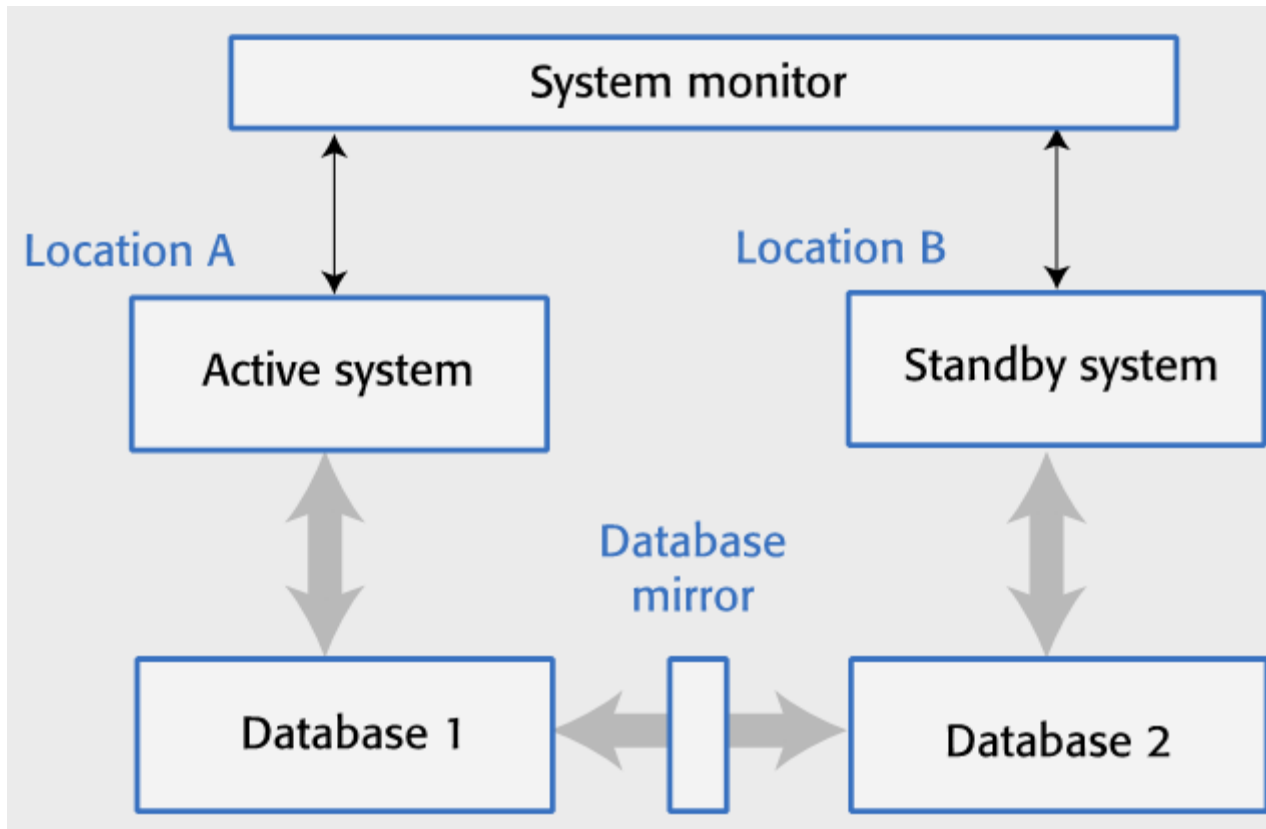 System monitor
Location A
Location B
Active system
Standby system
Database
mirror
Database 1
Database 2